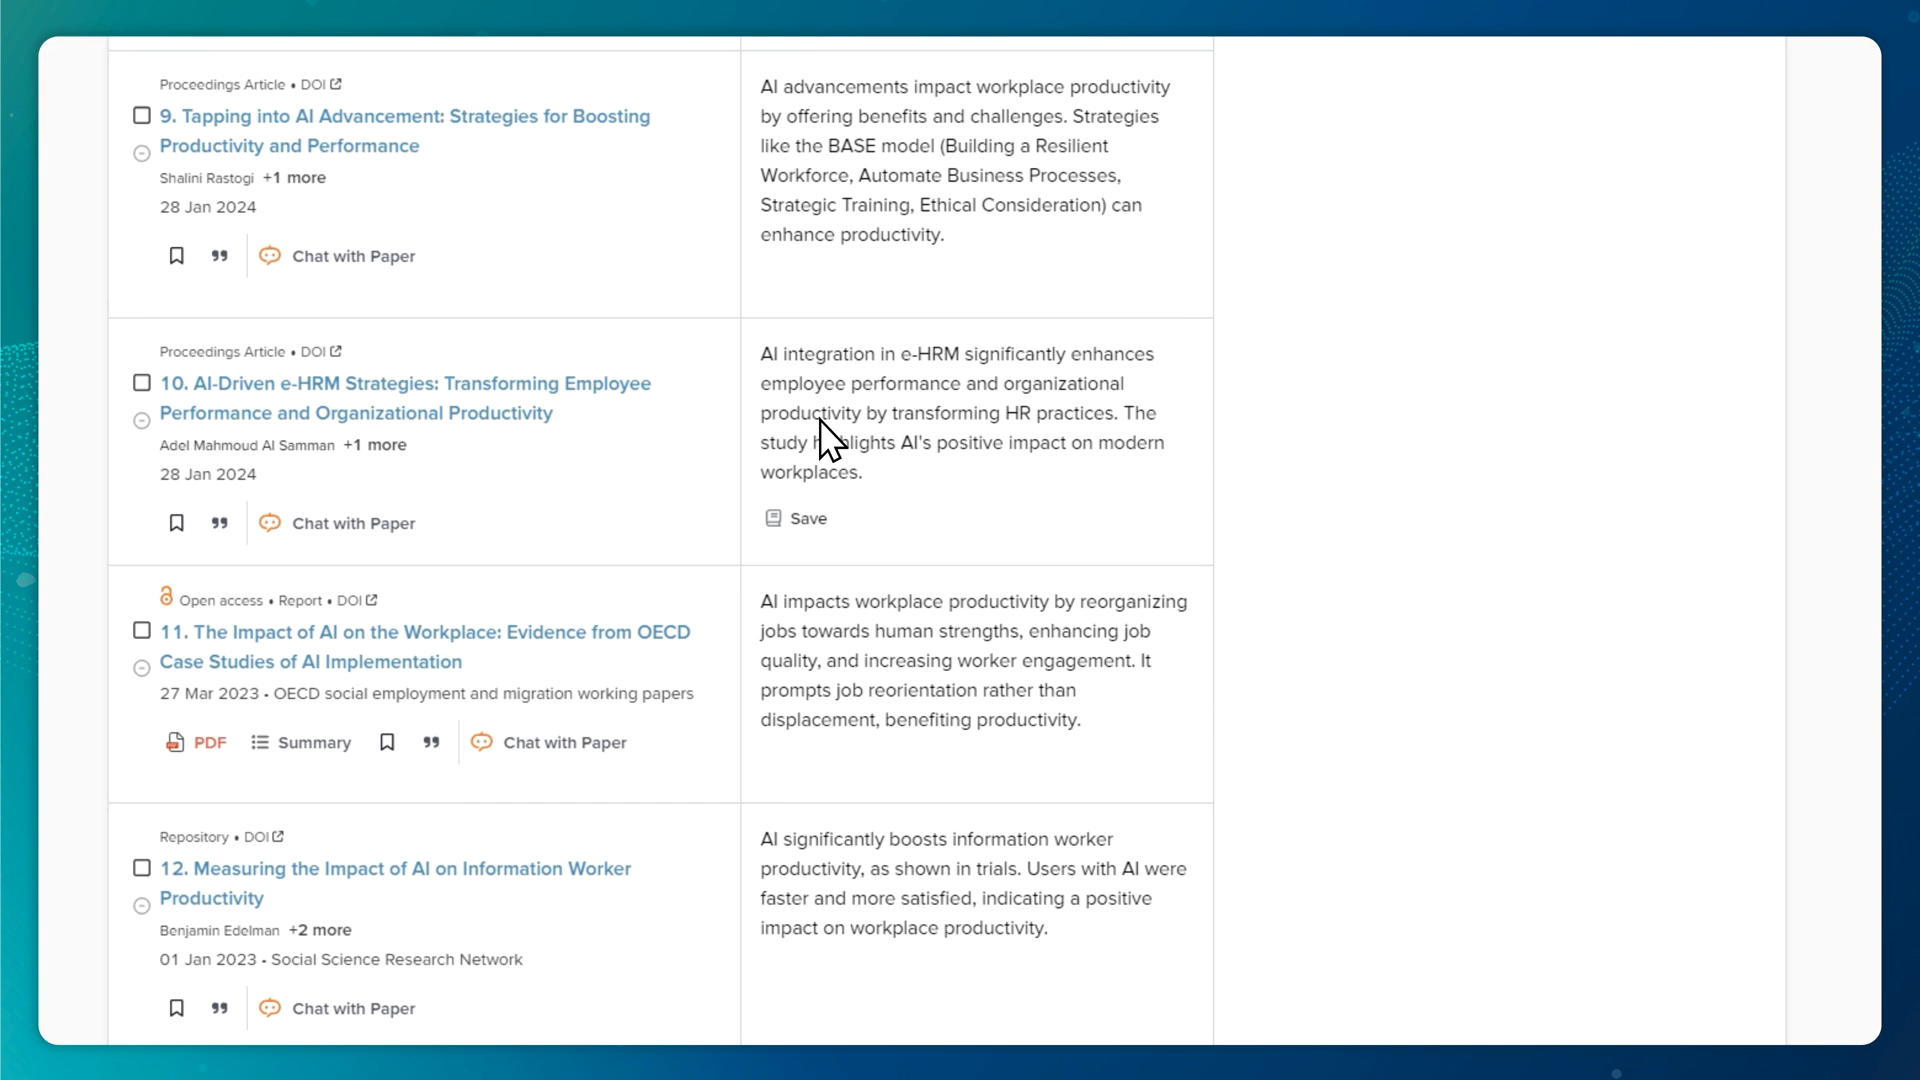 Proceedings Article • DOI
9. Tapping into AI Advancement: Strategies for Boosting
Productivity and Performance
Shalini Rastogi +1 more
28 Jan 2024
Chat with Paper
AI advancements impact workplace productivity
by offering benefits and challenges. Strategies
like the BASE model (Building a Resilient
Workforce, Automate Business Processes,
Strategic Training, Ethical Consideration) can
enhance productivity.
Proceedings Article • DOI
10. AI-Driven e-HRM Strategies: Transforming Employee
Performance and Organizational Productivity
Adel Mahmoud Al Samman +1 more
28 Jan 2024
Chat with Paper
AI integration in e-HRM significantly enhances
employee performance and organizational
productivity by transforming HR practices. The
study highlights AI's positive impact on modern
workplaces.
Save
Open access • Report • DOI
11. The Impact of AI on the Workplace: Evidence from OECD
Case Studies of AI Implementation
27 Mar 2023 • OECD social employment and migration working papers
PDF Summary Chat with Paper
AI impacts workplace productivity by reorganizing
jobs towards human strengths, enhancing job
quality, and increasing worker engagement. It
prompts job reorientation rather than
displacement, benefiting productivity.
Repository • DOI
12. Measuring the Impact of AI on Information Worker
Productivity
Benjamin Edelman +2 more
01 Jan 2023 • Social Science Research Network
Chat with Paper
AI significantly boosts information worker
productivity, as shown in trials. Users with AI were
faster and more satisfied, indicating a positive
impact on workplace productivity.